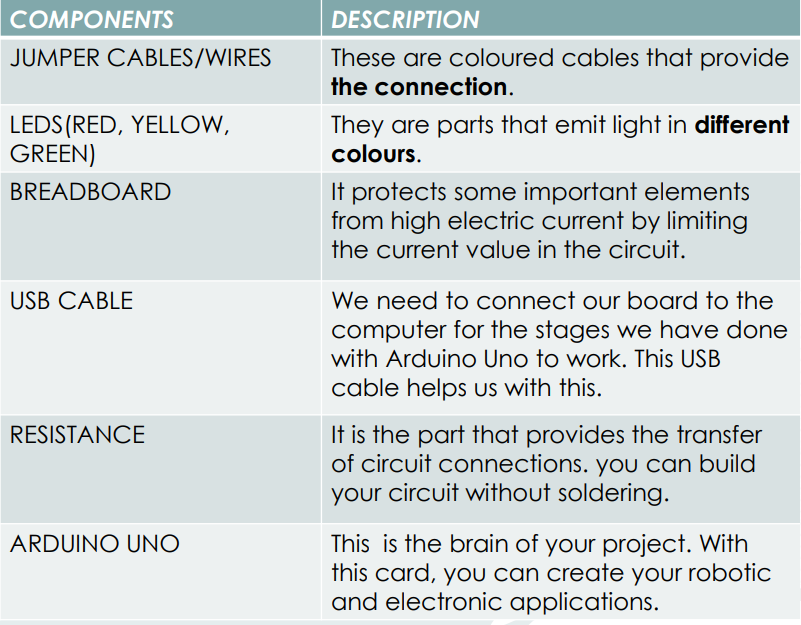 COMPONENTS
DESCRIPTION
JUMPER CABLES/WIRES
These are coloured cables that provide
the connection.
LEDS(RED, YELLOW,
GREEN)
They are parts that emit light in different
colours.
BREADBOARD
It protects some important elements
from high electric current by limiting
the current value in the circuit.
USB CABLE
We need to connect our board to the
computer for the stages we have done
with Arduino Uno to work. This USB
cable helps us with this.
RESISTANCE
It is the part that provides the transfer
of circuit connections. you can build
your circuit without soldering.
ARDUINO UNO
This  is the brain of your project. With
this card, you can create your robotic
and electronic applications.